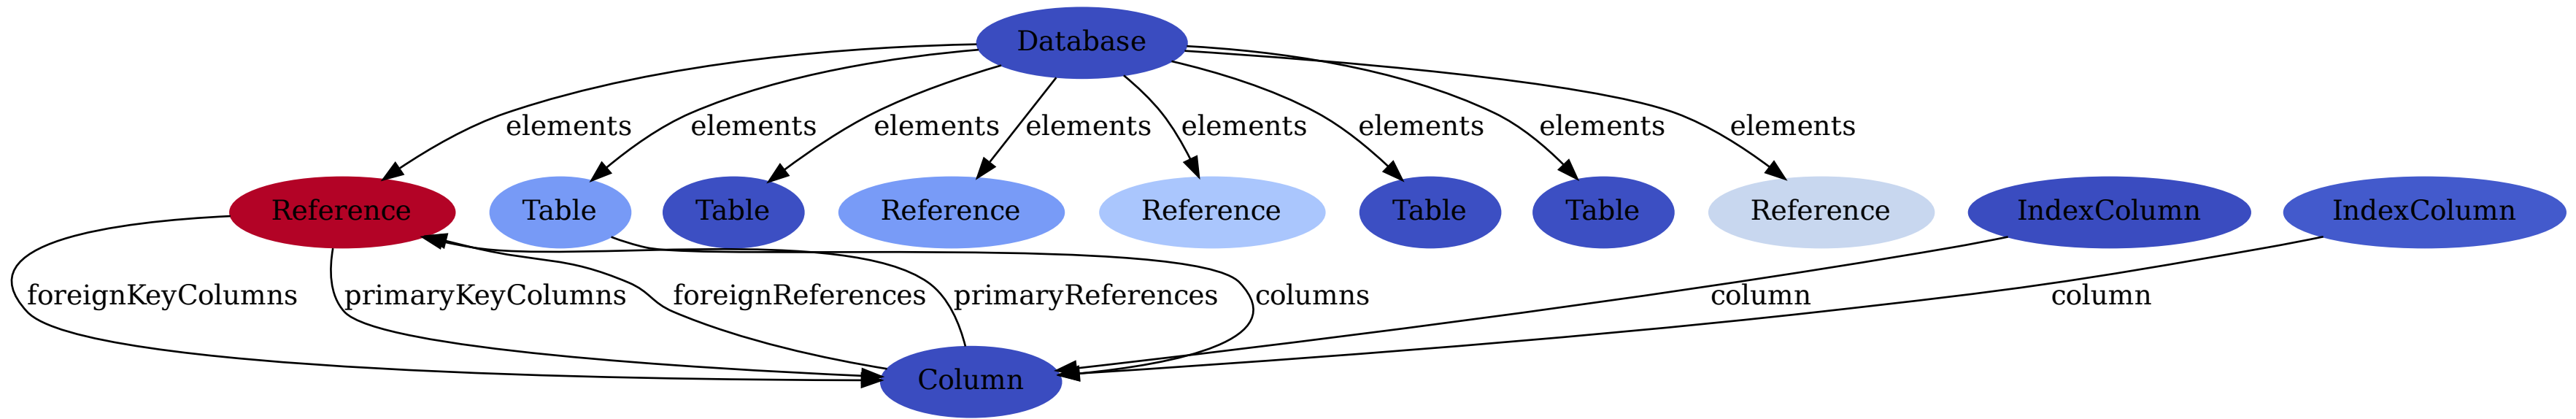 Database
elements
elements
elements
elements
elements
elements
elements
elements
Reference
Table
Table
Reference
Reference
Table
Table
Reference
IndexColumn
IndexColumn
foreignKeyColumns
primaryKeyColumns
foreignReferences
primaryReferences
columns
column
column
Column